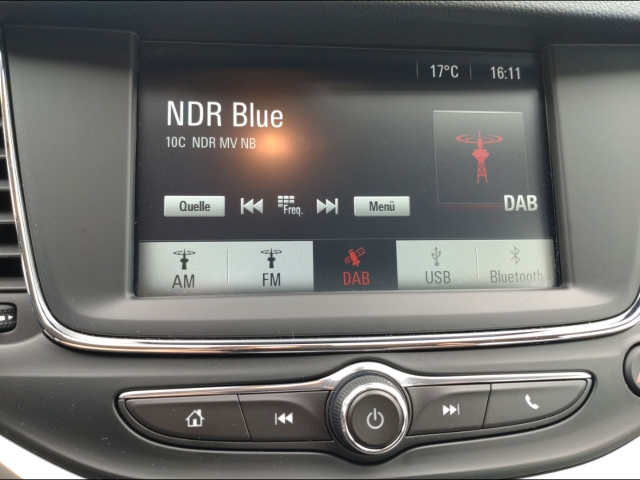 17°C 16:11
NDR Blue
10C NDR MV NB
DAB
Quelle Freq. Menü
AM FM DAB USB Bluetooth